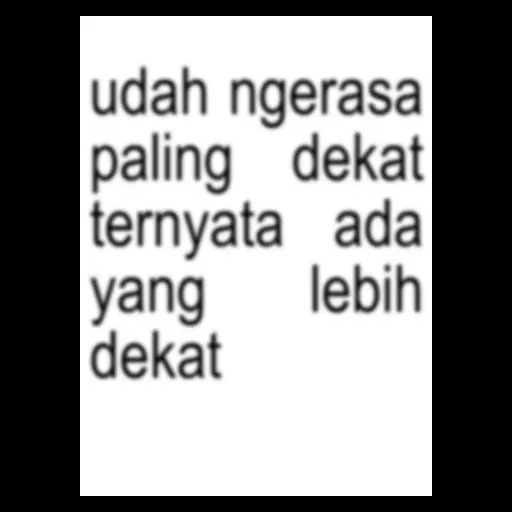 udah ngerasa
paling dekat
ternyata ada
yang lebih
dekat